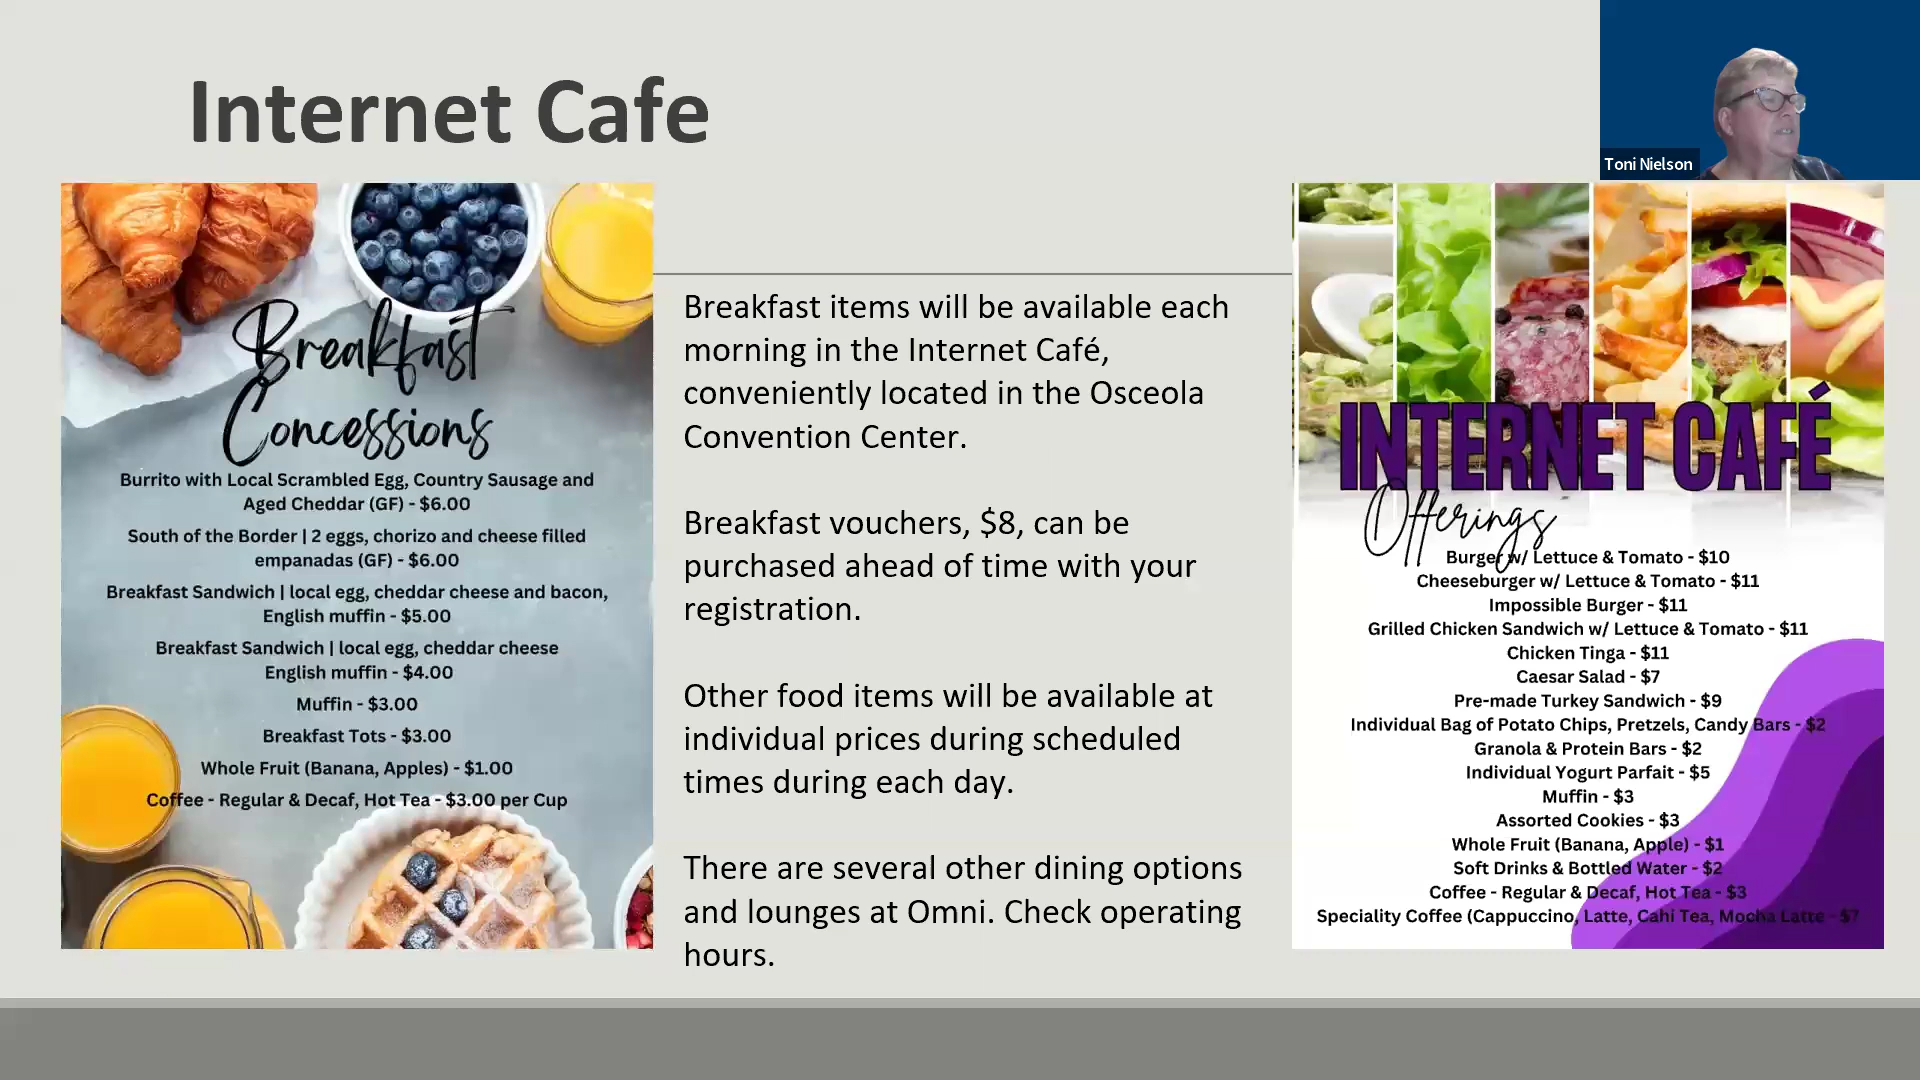 Internet Cafe
Toni Nielson
Breakfast
Concessions
Burrito with Local Scrambled Egg, Country Sausage and
Aged Cheddar (GF) - $6.00
South of the Border | 2 eggs, chorizo and cheese filled
empanadas (GF) - $6.00
Breakfast Sandwich | local egg, cheddar cheese and bacon,
English muffin - $5.00
Breakfast Sandwich | local egg, cheddar cheese
English muffin - $4.00
Muffin - $3.00
Breakfast Tots - $3.00
Whole Fruit (Banana, Apples) - $1.00
Coffee - Regular & Decaf, Hot Tea - $3.00 per Cup
Breakfast items will be available each
morning in the Internet Café,
conveniently located in the Osceola
Convention Center.
Breakfast vouchers, $8, can be
purchased ahead of time with your
registration.
Other food items will be available at
individual prices during scheduled
times during each day.
There are several other dining options
and lounges at Omni. Check operating
hours.
INTERNET CAFÉ
Offerings
Burger w/ Lettuce & Tomato - $10
Cheeseburger w/ Lettuce & Tomato - $11
Impossible Burger - $11
Grilled Chicken Sandwich w/ Lettuce & Tomato - $11
Chicken Tinga - $11
Caesar Salad - $7
Pre-made Turkey Sandwich - $9
Individual Bag of Potato Chips, Pretzels, Candy Bars - $2
Granola & Protein Bars - $2
Individual Yogurt Parfait - $5
Muffin - $3
Assorted Cookies - $3
Whole Fruit (Banana, Apple) - $1
Soft Drinks & Bottled Water - $2
Coffee - Regular & Decaf, Hot Tea - $3
Speciality Coffee (Cappuccino, Latte, Cahi Tea, Mocha Latte - $7